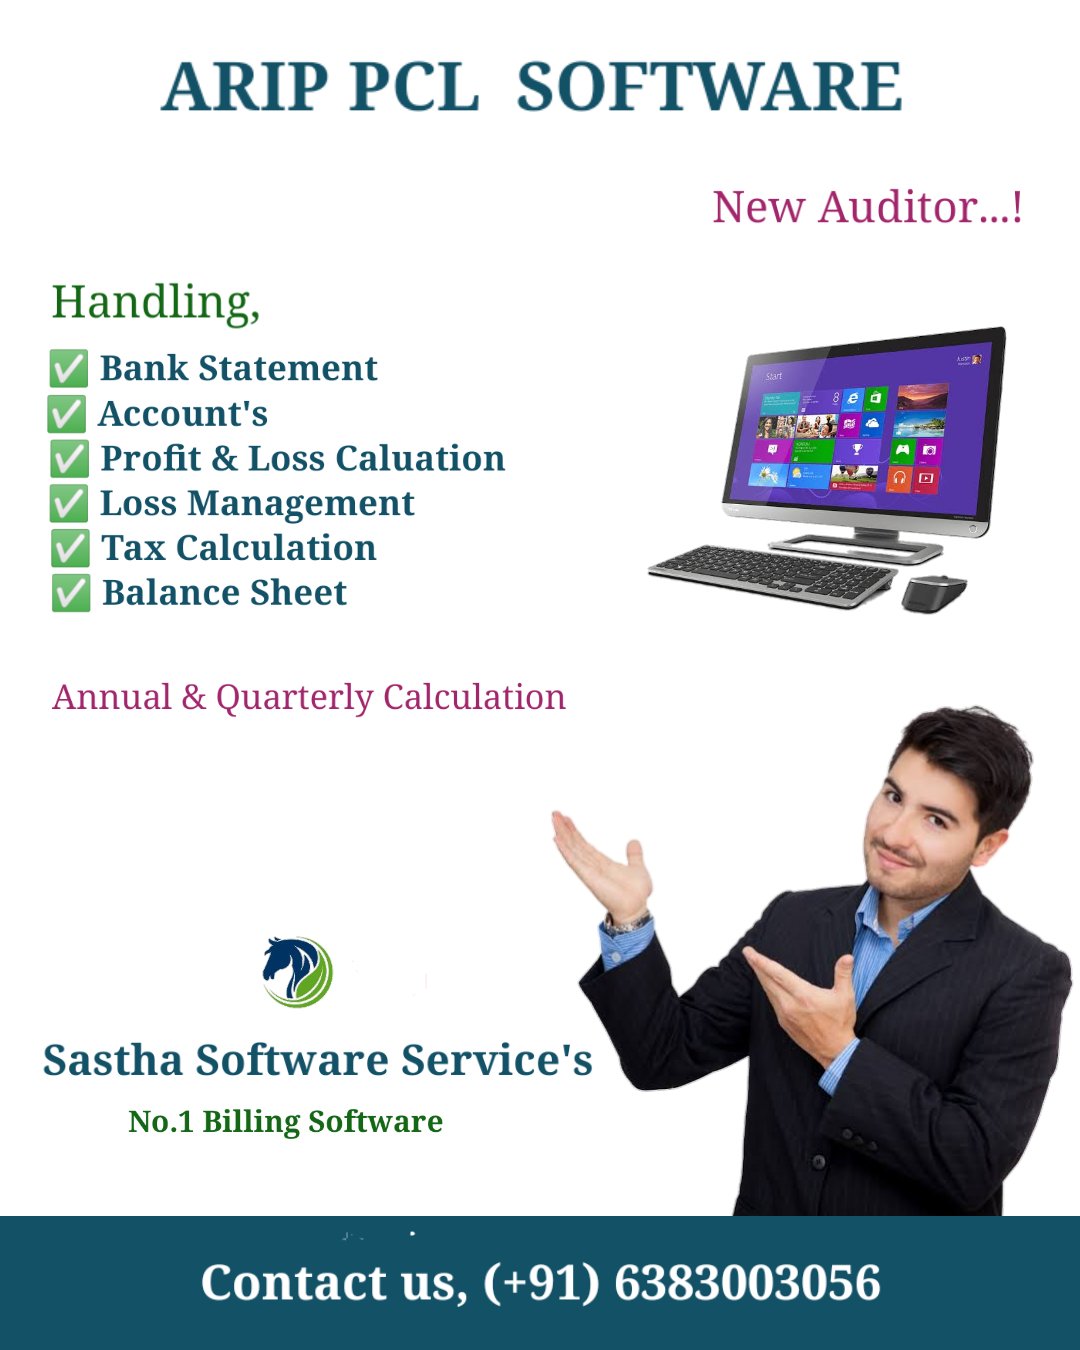 ARIP PCL SOFTWARE
New Auditor...!
Handling,
✅ Bank Statement
✅ Account's
✅ Profit & Loss Caluation
✅ Loss Management
✅ Tax Calculation
✅ Balance Sheet
Start
Annual & Quarterly Calculation
Sastha Software Service's
No.1 Billing Software
Contact us, (+91) 6383003056